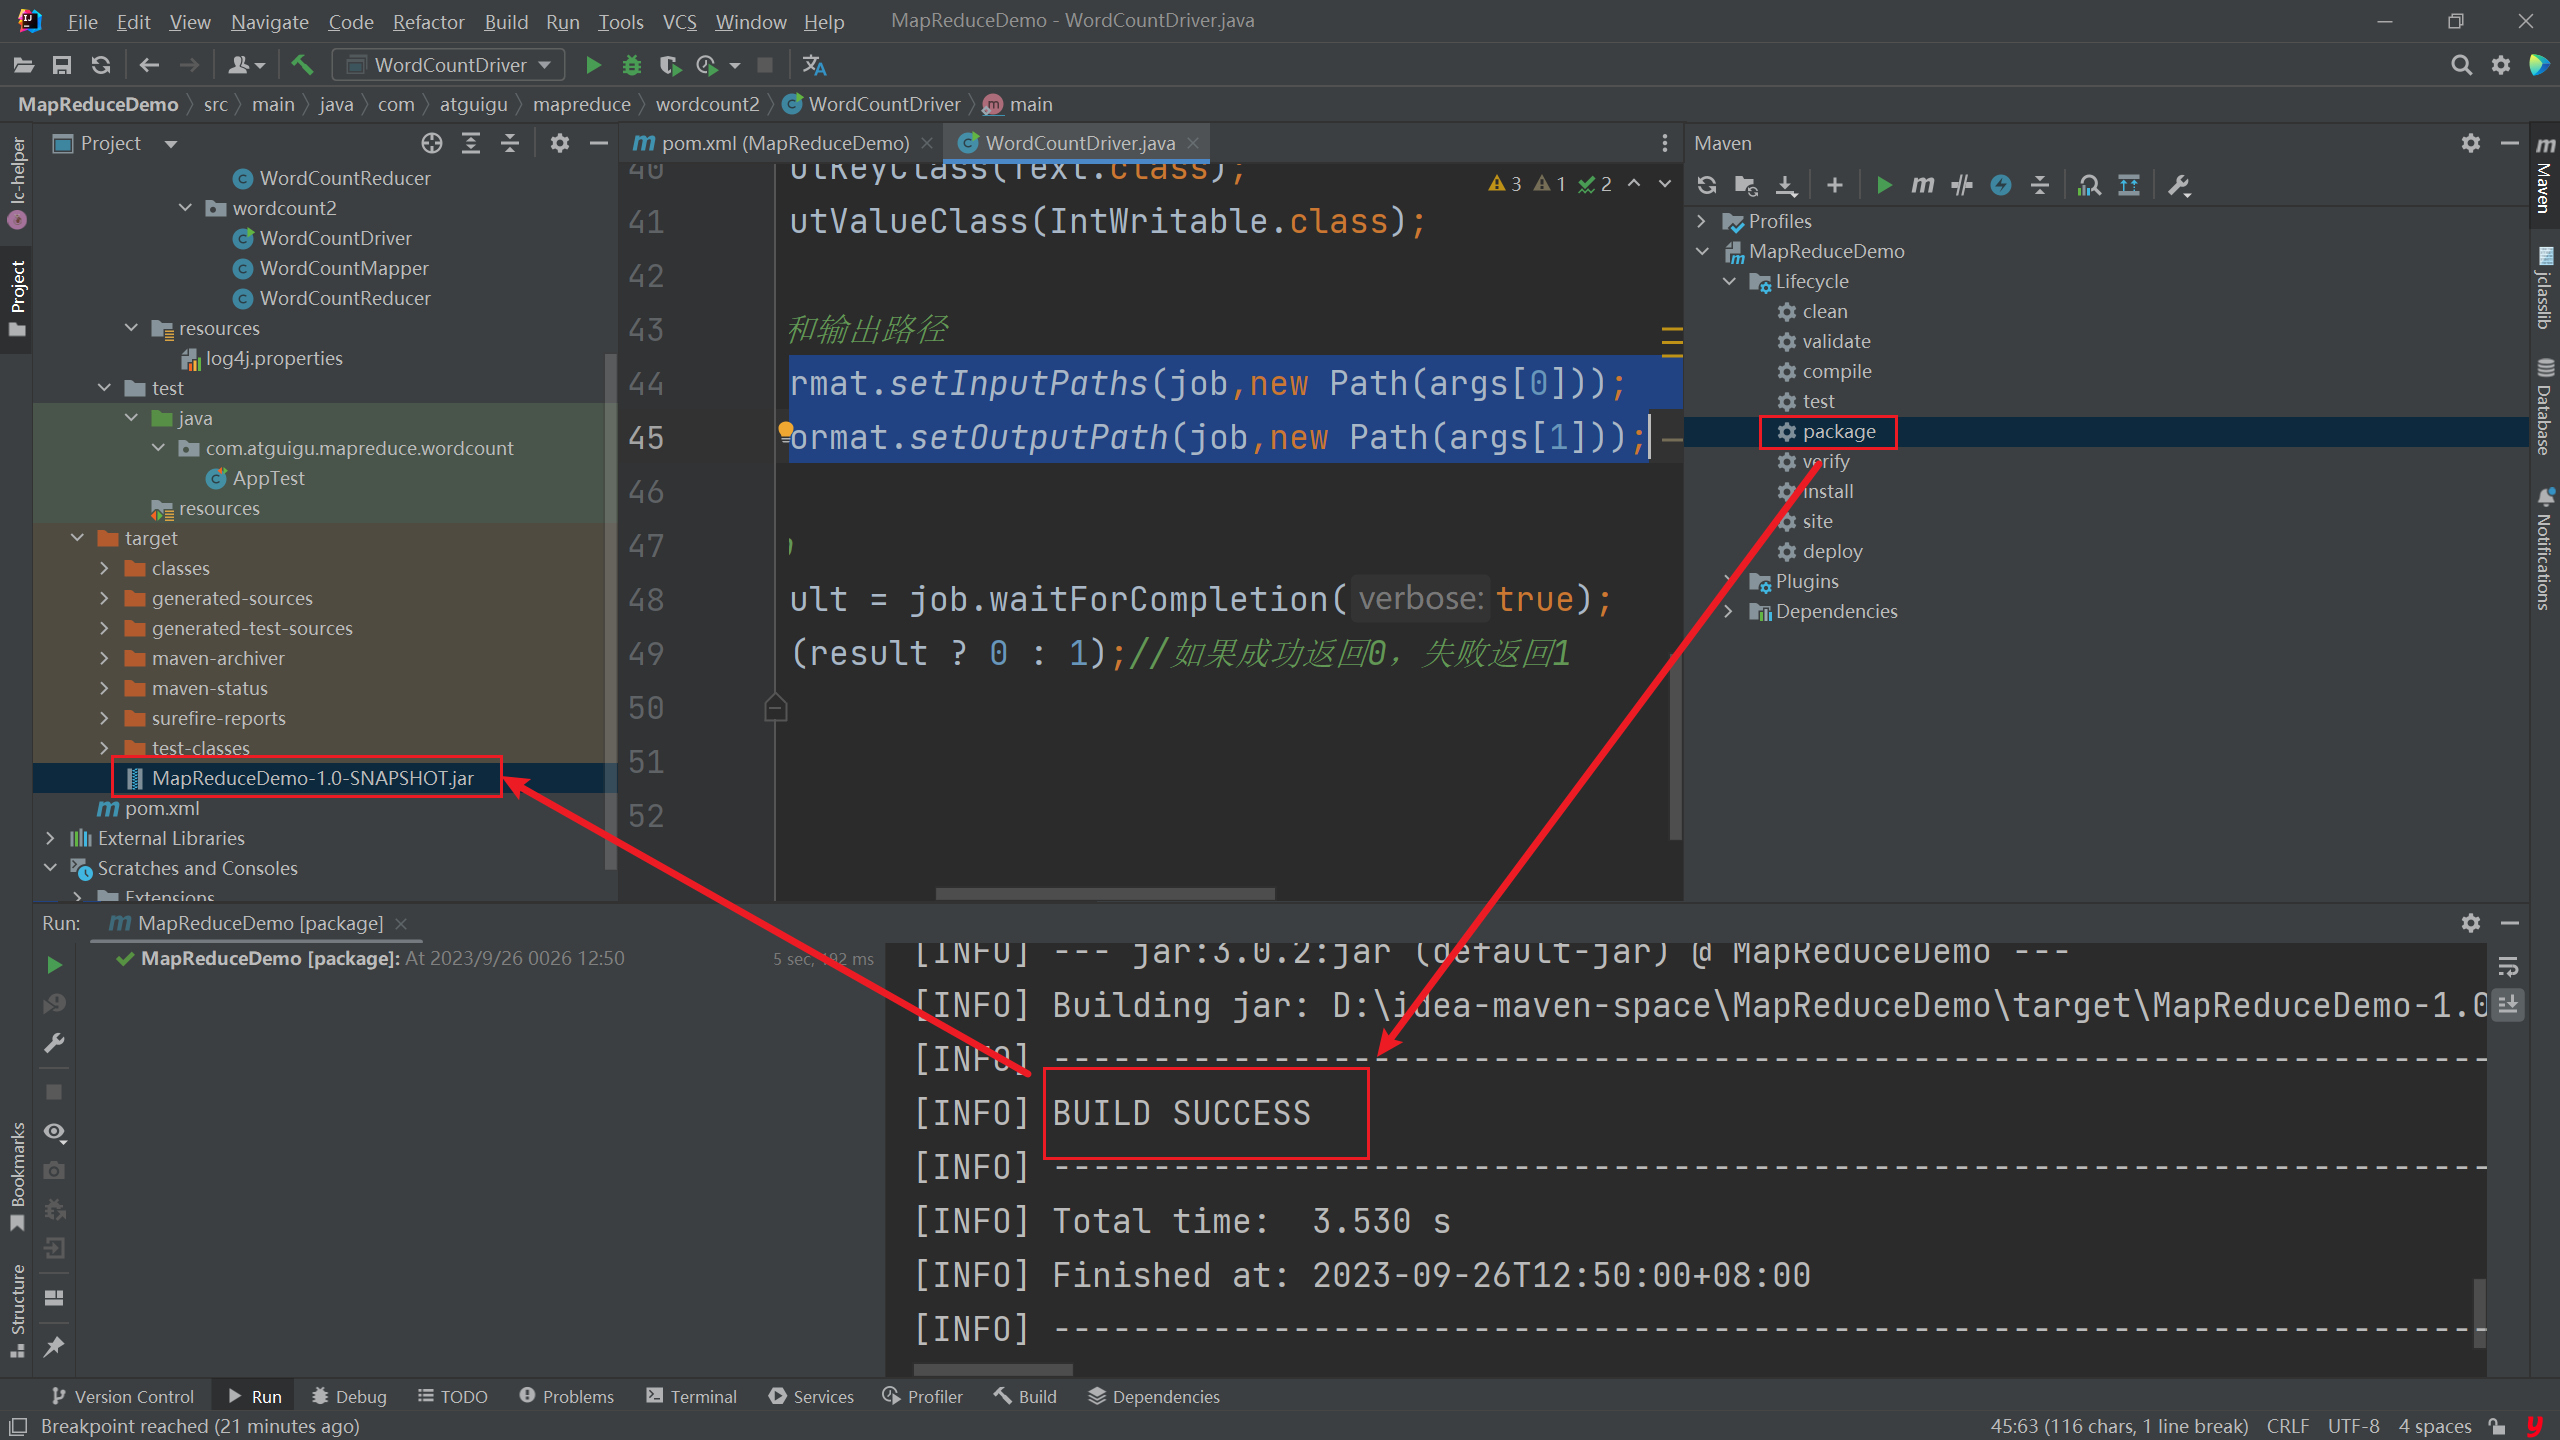 File Edit View Navigate Code Refactor Build Run Tools VCS Window Help MapReduceDemo - WordCountDriver.java
WordCountDriver
MapReduceDemo src main java com atguigu mapreduce wordcount2 WordCountDriver main
Project
WordCountReducer
wordcount2
WordCountDriver
WordCountMapper
WordCountReducer
resources
log4j.properties
test
java
com.atguigu.mapreduce.wordcount
AppTest
resources
target
classes
generated-sources
generated-test-sources
maven-archiver
maven-status
surefire-reports
test-classes
MapReduceDemo-1.0-SNAPSHOT.jar
pom.xml
External Libraries
Scratches and Consoles
Extensions
pom.xml (MapReduceDemo) WordCountDriver.java
3 1 2
40 utKeyClass(Text.class);
41 utValueClass(IntWritable.class);
42
43 和输出路径
44 rmat.setInputPaths(job,new Path(args[0]));
45 ormat.setOutputPath(job,new Path(args[1]));
46
47
48 ult = job.waitForCompletion( verbose: true);
49 (result ? 0 : 1);//如果成功返回0，失败返回1
50
51
52
Maven
Profiles
MapReduceDemo
Lifecycle
clean
validate
compile
test
package
verify
install
site
deploy
Plugins
Dependencies
lc-helper
Project
Bookmarks
Structure
Maven
jclasslib
Database
Notifications
Run: MapReduceDemo [package]
MapReduceDemo [package]: At 2023/9/26 0026 12:50 5 sec, 192 ms
[INFO] --- jar:3.0.2:jar (default-jar) @ MapReduceDemo ---
[INFO] Building jar: D:\idea-maven-space\MapReduceDemo\target\MapReduceDemo-1.0
[INFO] ------------------------------------------------------------------------
[INFO] BUILD SUCCESS
[INFO] ------------------------------------------------------------------------
[INFO] Total time:  3.530 s
[INFO] Finished at: 2023-09-26T12:50:00+08:00
[INFO] ------------------------------------------------------------------------
Version Control Run Debug TODO Problems Terminal Services Profiler Build Dependencies
Breakpoint reached (21 minutes ago) 45:63 (116 chars, 1 line break) CRLF UTF-8 4 spaces